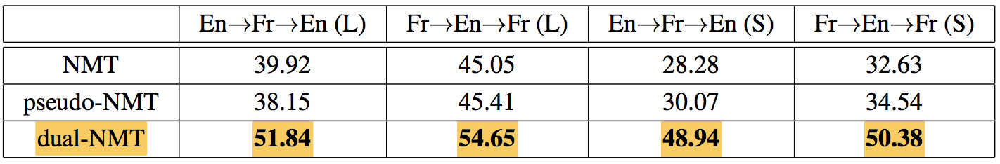 En→Fr→En (L) Fr→En→Fr (L) En→Fr→En (S) Fr→En→Fr (S)
NMT 39.92 45.05 28.28 32.63
pseudo-NMT 38.15 45.41 30.07 34.54
dual-NMT 51.84 54.65 48.94 50.38